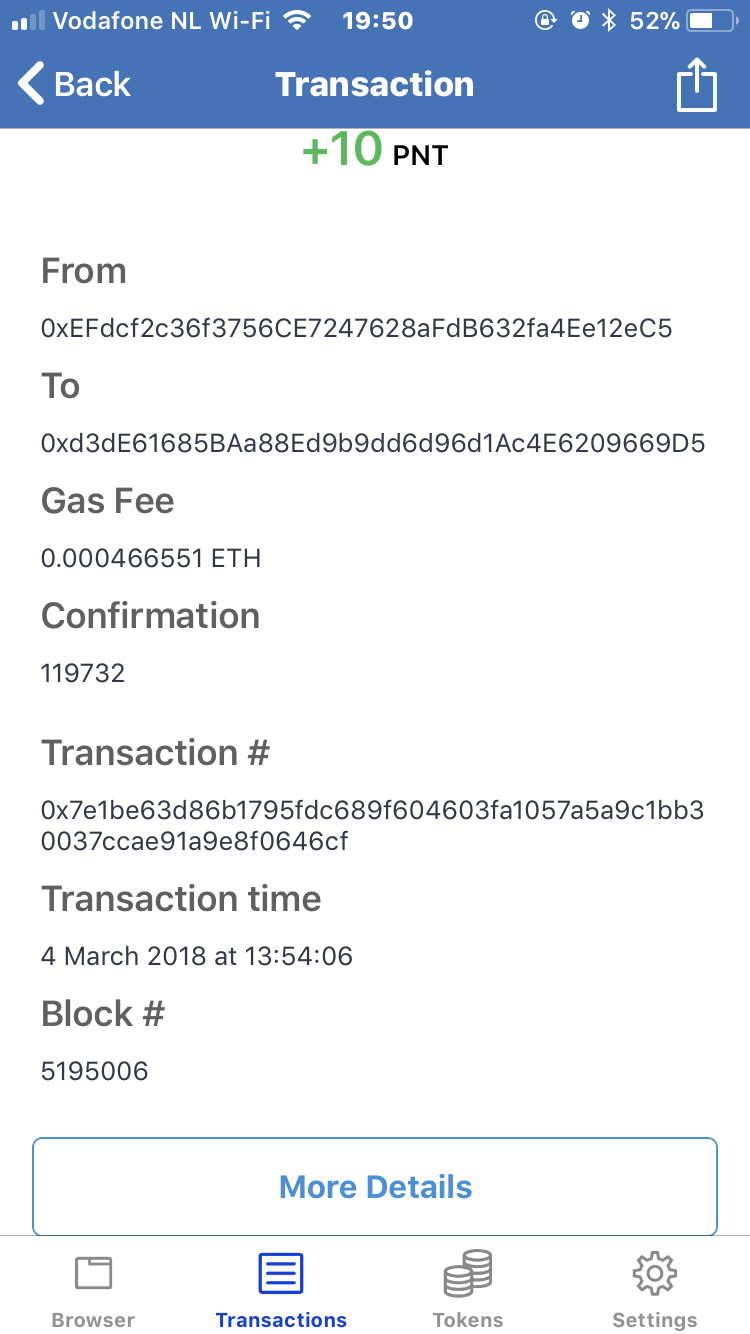 Vodafone NL Wi-Fi 19:50 52%
Back Transaction
+10 PNT
From
0xEFdcf2c36f3756CE7247628aFdB632fa4Ee12eC5
To
0xd3dE61685BAa88Ed9b9dd6d96d1Ac4E6209669D5
Gas Fee
0.000466551 ETH
Confirmation
119732
Transaction #
0x7e1be63d86b1795fdc689f604603fa1057a5a9c1bb3
0037ccae91a9e8f0646cf
Transaction time
4 March 2018 at 13:54:06
Block #
5195006
More Details
Browser Transactions Tokens Settings